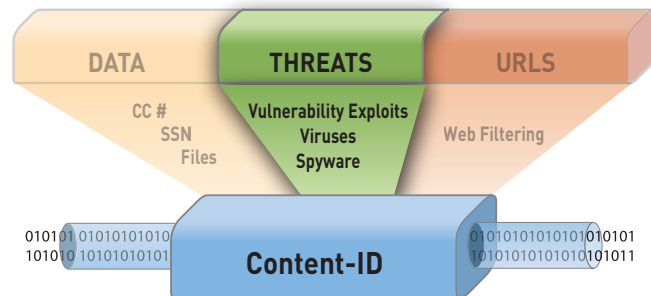 DATA
THREATS
URLS
CC #
SSN
Files
Vulnerability Exploits
Viruses
Spyware
Web Filtering
010101 01010101010
101010 10101010101
Content-ID
0101010101010101010101
1010101010101010101011